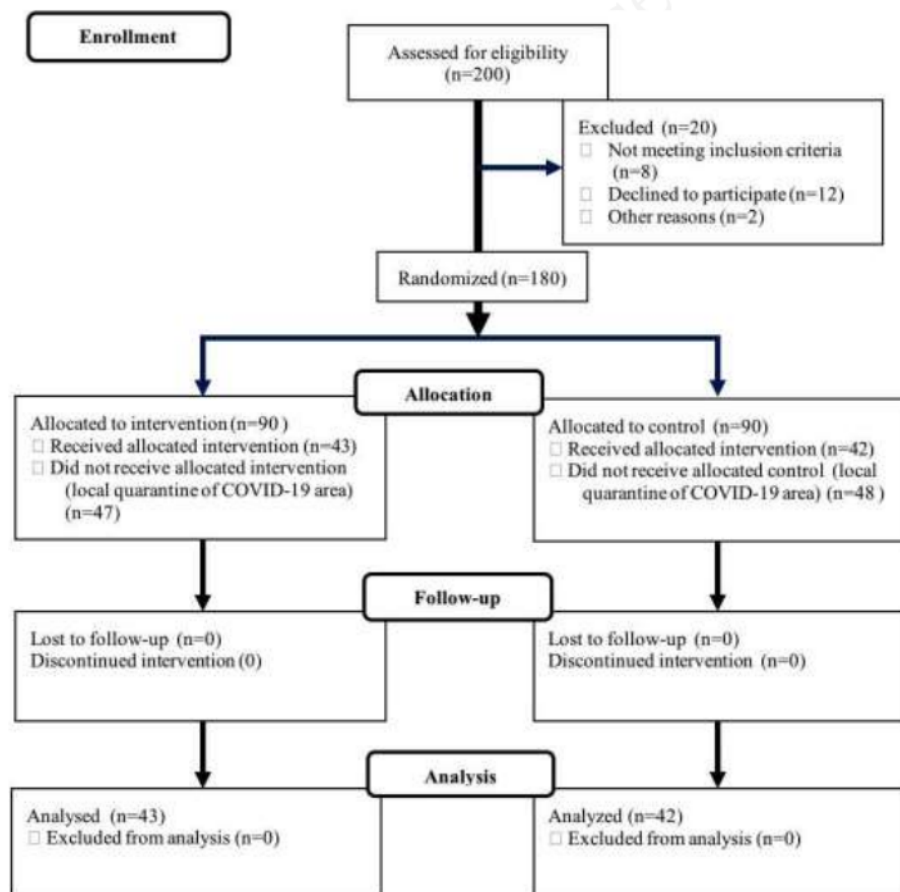 Enrollment
Assessed for eligibility
(n=200)
Excluded (n=20)
□ Not meeting inclusion criteria
(n=8)
□ Declined to participate (n=12)
□ Other reasons (n=2)
Randomized (n=180)
Allocation
Allocated to intervention (n=90)
□ Received allocated intervention (n=43)
□ Did not receive allocated intervention
(local quarantine of COVID-19 area)
(n=47)
Allocated to control (n=90)
□ Received allocated intervention (n=42)
□ Did not receive allocated control (local
quarantine of COVID-19 area) (n=48 )
Follow-up
Lost to follow-up (n=0)
Discontinued intervention (0)
Lost to follow-up (n=0)
Discontinued intervention (n=0)
Analysis
Analysed (n=43)
□ Excluded from analysis (n=0)
Analyzed (n=42)
□ Excluded from analysis (n=0)